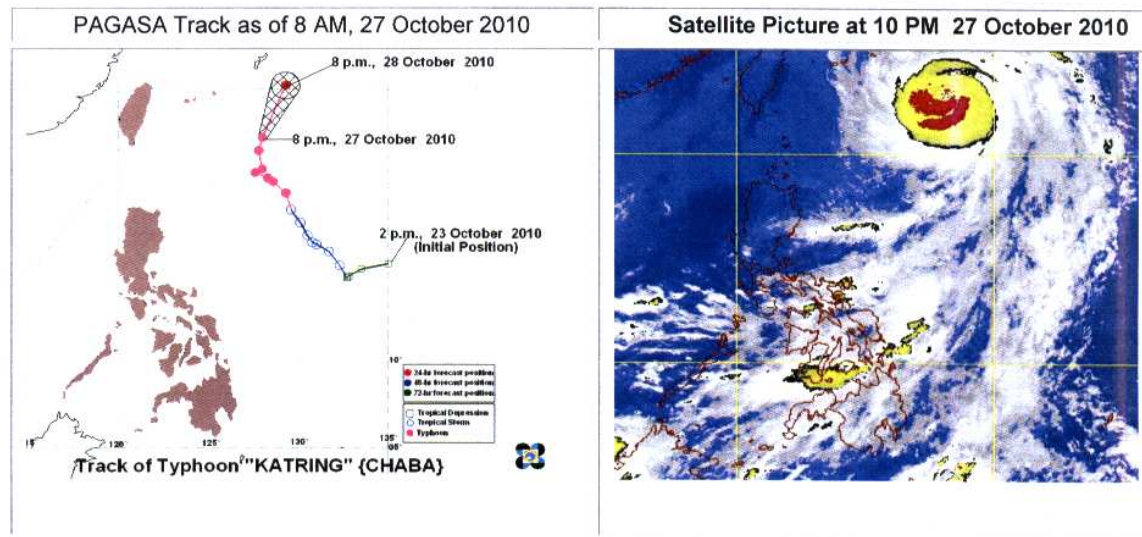 PAGASA Track as of 8 AM, 27 October 2010
8 p.m., 28 October 2010
8 p.m., 27 October 2010
2 p.m., 23 October 2010
(Initial Position)
10°
24-hr forecast position
48-hr forecast position
72-hr forecast position
Tropical Depression
Tropical Storm
Typhoon
120
125
130
135
05°
Track of Typhoon "KATRING" {CHABA}
Satellite Picture at 10 PM 27 October 2010